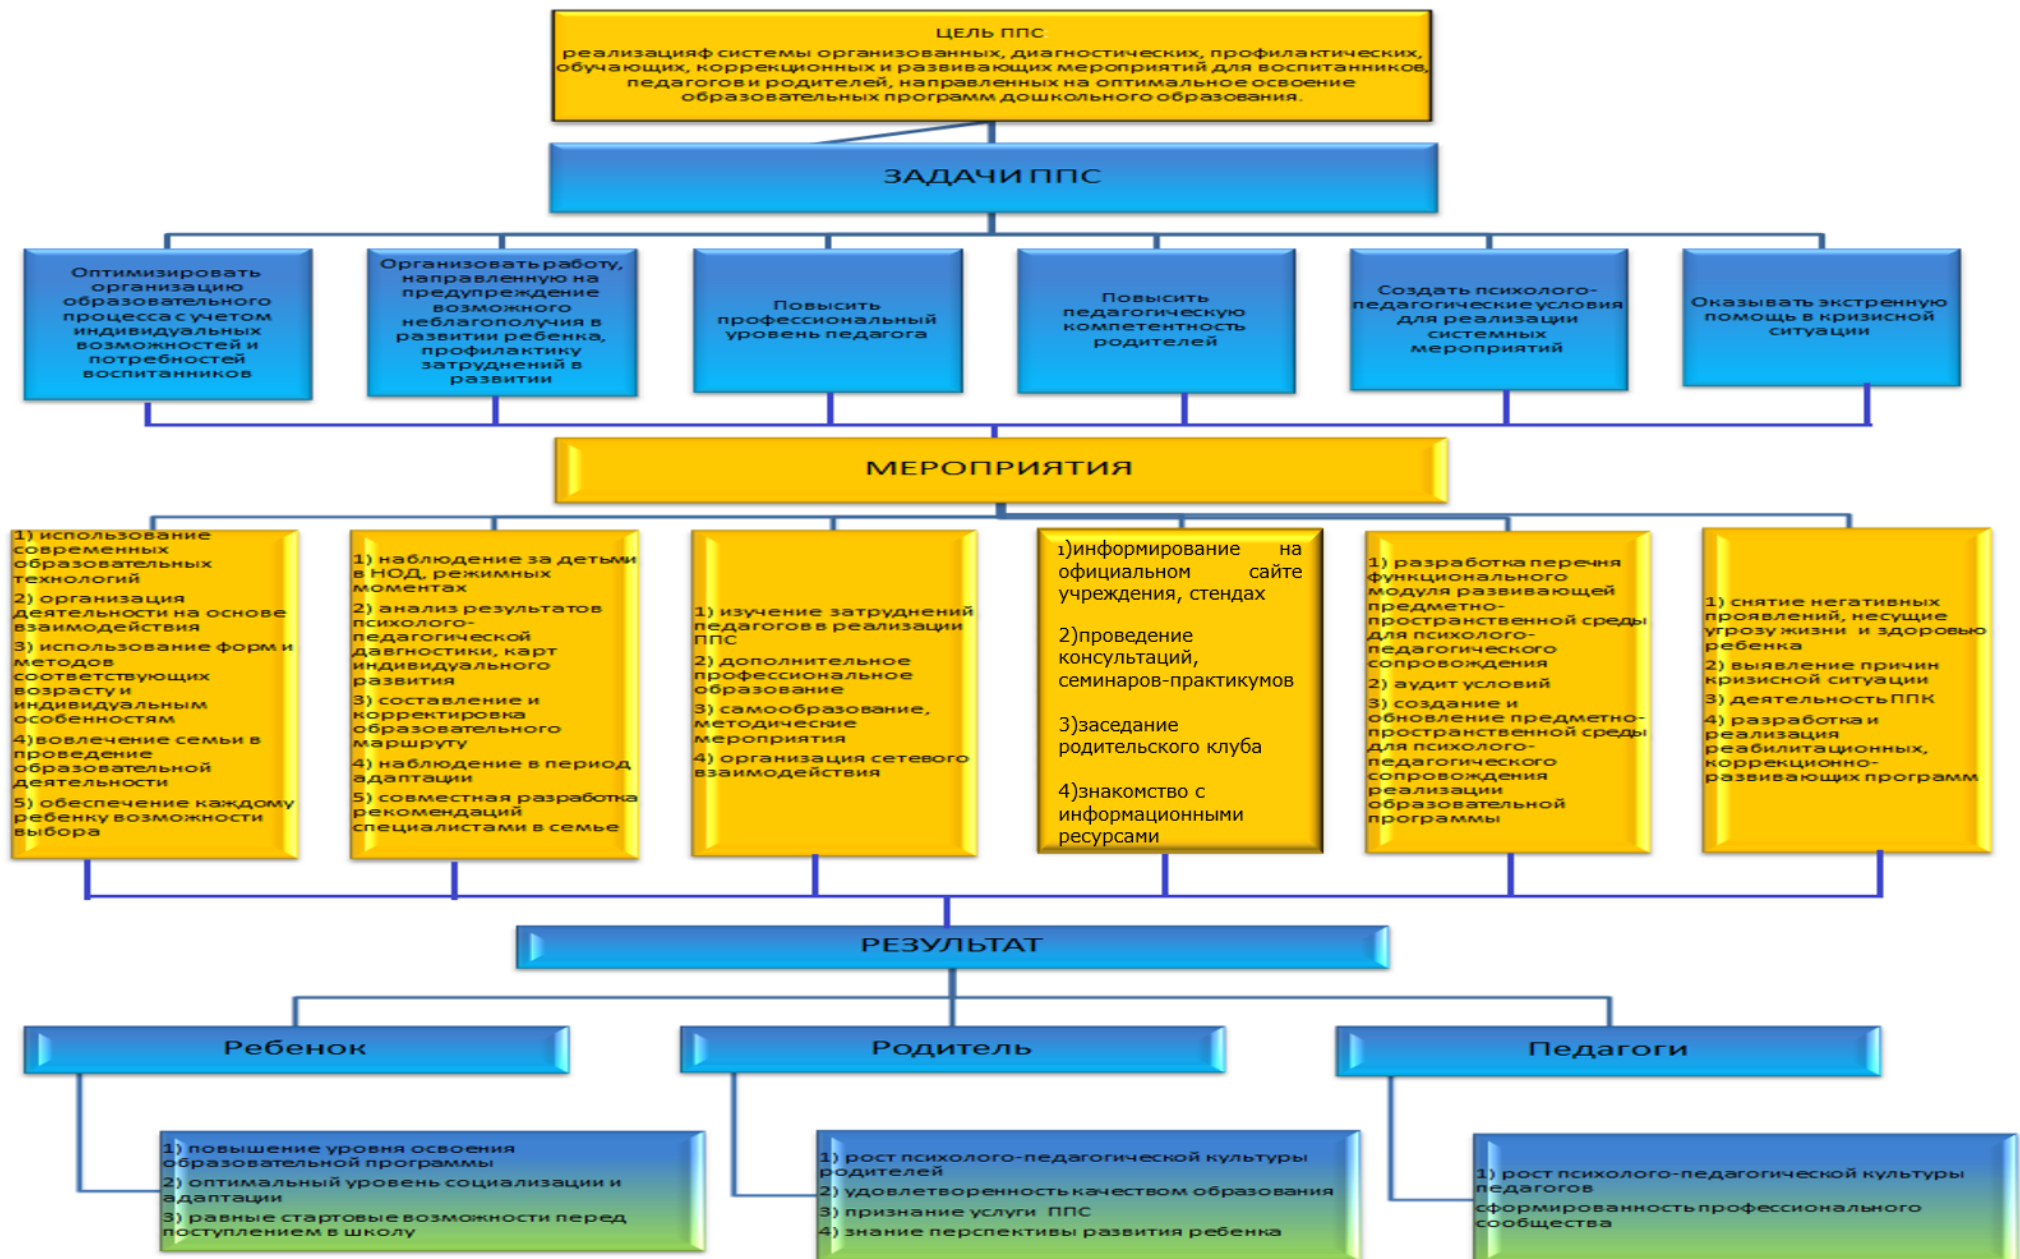 ЦЕЛЬ ППС
реализацияф системы организованных, диагностических, профилактических,
обучающих, коррекционных и развивающих мероприятий для воспитанников,
педагогов и родителей, направленных на оптимальное освоение
образовательных программ дошкольного образования.
ЗАДАЧИ ППС
Оптимизировать
организацию
образовательного
процесса с учетом
индивидуальных
возможностей и
потребностей
воспитанников
Организовать работу,
направленную на
предупреждение
возможного
неблагополучия в
развитии ребенка,
профилактику
затруднений в
развитии
Повысить
профессиональный
уровень педагога
Повысить
педагогическую
компетентность
родителей
Создать психолого-
педагогические условия
для реализации
системных
мероприятий
Оказывать экстренную
помощь в кризисной
ситуации
МЕРОПРИЯТИЯ
1) использование
современных
образовательных
технологий
2) организация
деятельности на основе
взаимодействия
3) использование форм и
методов
соответствующих
возрасту и
индивидуальным
особенностям
4)вовлечение семьи в
проведение
образовательной
деятельности
5) обеспечение каждому
ребенку возможности
выбора
1) наблюдение за детьми
в НОД, режимных
моментах
2) анализ результатов
психолого-
педагогической
давгностики, карт
индивидуального
развития
3) составление и
корректировка
образовательного
маршруту
4) наблюдение в период
адаптации
5) совместная разработка
рекомендаций
специалистами в семье
1) изучение затруднений
педагогов в реализации
ППС
2) дополнительное
профессиональное
образование
3) самообразование,
методические
мероприятия
4) организация сетевого
взаимодействия
1)информирование на
официальном сайте
учреждения, стендах
2)проведение
консультаций,
семинаров-практикумов
3)заседание
родительского клуба
4)знакомство с
информационными
ресурсами
1) разработка перечня
функционального
модуля развивающей
предметно-
пространственной среды
для психолого-
педагогического
сопровождения
2) аудит условий
3) создание и
обновление предметно-
пространственной среды
для психолого-
педагогического
сопровождения
реализации
образовательной
программы
1) снятие негативных
проявлений, несущие
угрозу жизни и здоровью
ребенка
2) выявление причин
кризисной ситуации
3) деятельность ППК
4) разработка и
реализация
реабилитационных,
коррекционно-
развивающих программ
РЕЗУЛЬТАТ
Ребенок
Родитель
Педагоги
1) повышение уровня освоения
образовательной программы
2) оптимальный уровень социализации и
адаптации
3) равные стартовые возможности перед
поступлением в школу
1) рост психолого-педагогической культуры
родителей
2) удовлетворенность качеством образования
3) признание услуги ППС
4) знание перспективы развития ребенка
1) рост психолого-педагогической культуры
педагогов
сформированность профессионального
сообщества